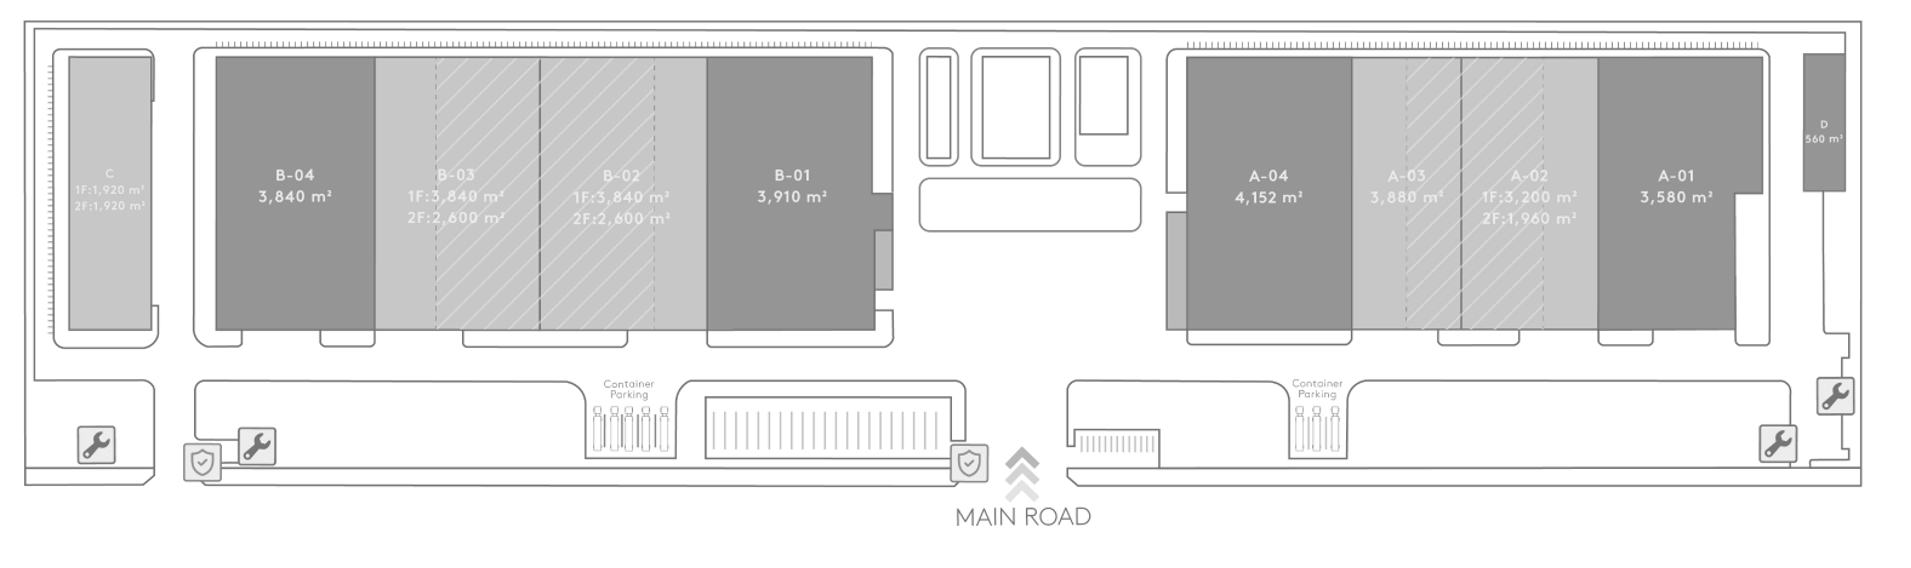 C
1F:1,920 m²
2F:1,920 m²
B-04
3,840 m²
B-03
1F:3,840 m²
2F:2,600 m²
B-02
1F:3,840 m²
2F:2,600 m²
B-01
3,910 m²
A-04
4,152 m²
A-03
3,880 m²
A-02
1F:3,200 m²
2F:1,960 m²
A-01
3,580 m²
D
560 m²
Container
Parking
Container
Parking
MAIN ROAD